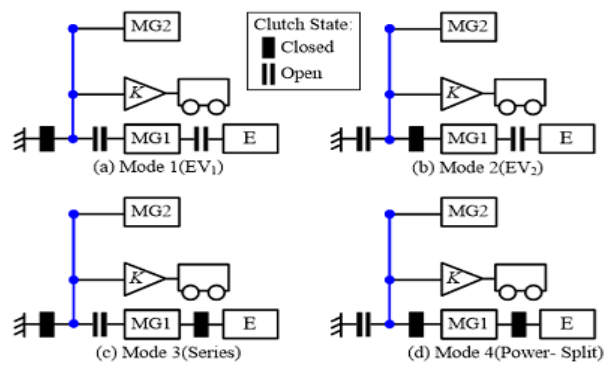 MG2
Clutch State:
Closed
Open
K
MG1
E
(a) Mode 1(EV₁)
MG2
K
MG1
E
(b) Mode 2(EV₂)
MG2
K
MG1
E
(c) Mode 3(Series)
MG2
K
MG1
E
(d) Mode 4(Power- Split)